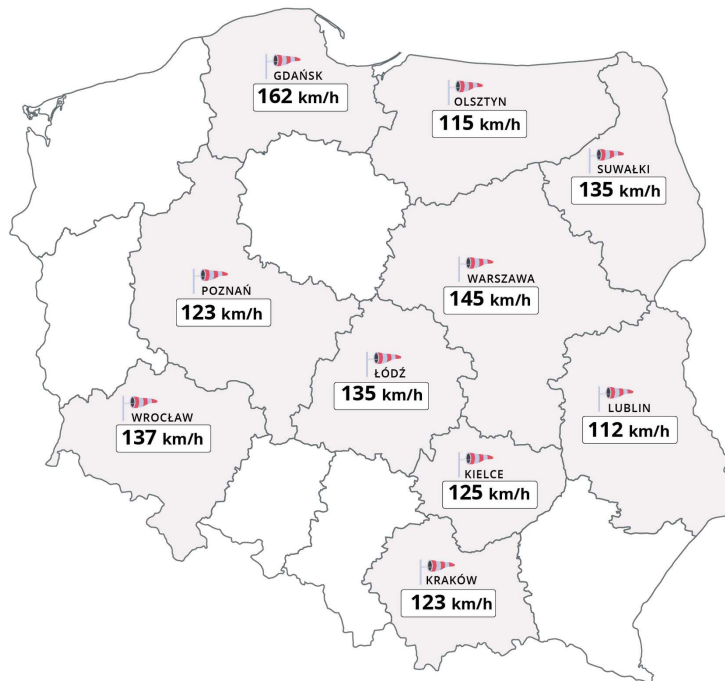 GDAŃSK
162 km/h
OLSZTYN
115 km/h
SUWAŁKI
135 km/h
WARSZAWA
145 km/h
POZNAŃ
123 km/h
ŁÓDŹ
135 km/h
LUBLIN
112 km/h
WROCŁAW
137 km/h
KIELCE
125 km/h
KRAKÓW
123 km/h